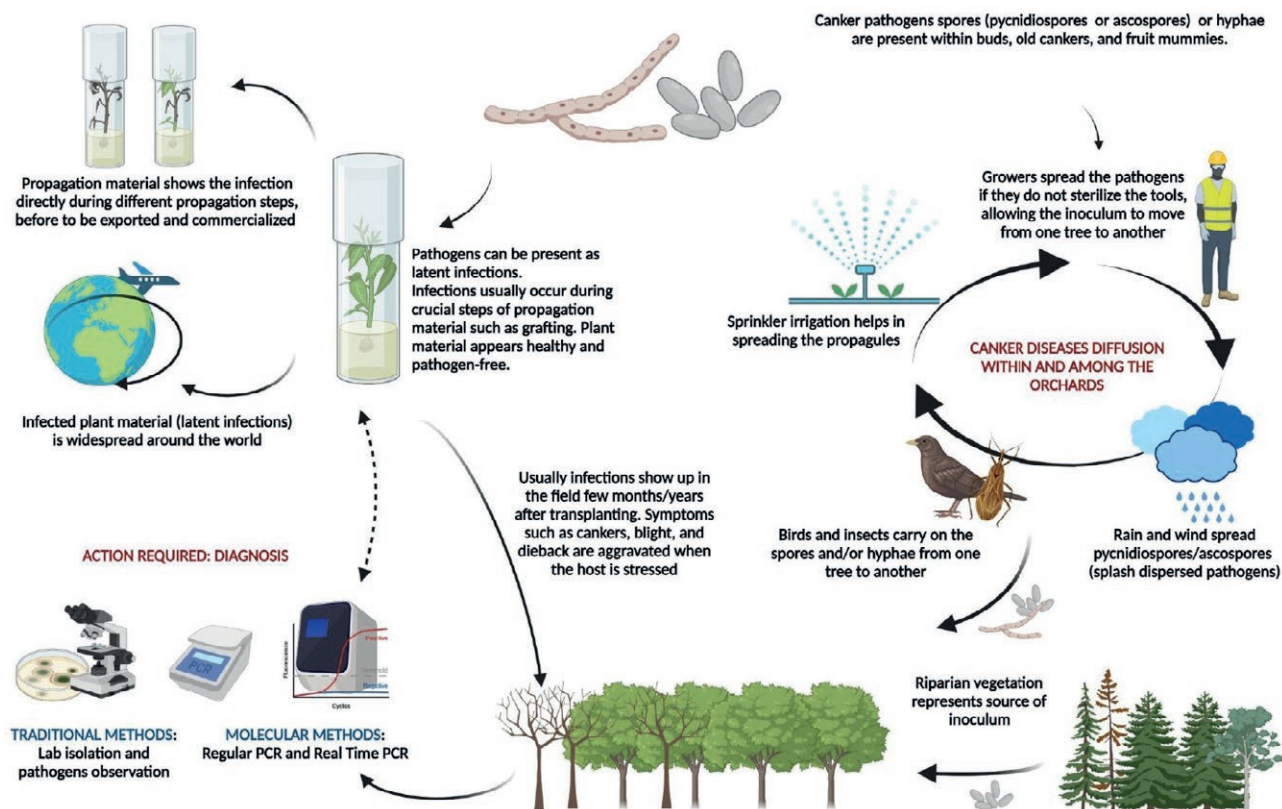 Canker pathogens spores (pycnidiospores or ascospores) or hyphae
are present within buds, old cankers, and fruit mummies.
Propagation material shows the infection
directly during different propagation steps,
before to be exported and commercialized
Growers spread the pathogens
if they do not sterilize the tools,
allowing the inoculum to move
from one tree to another
Pathogens can be present as
latent infections.
Infections usually occur during
crucial steps of propagation
material such as grafting. Plant
material appears healthy and
pathogen-free.
Sprinkler irrigation helps in
spreading the propagules
CANKER DISEASES DIFFUSION
WITHIN AND AMONG THE
ORCHARDS
Infected plant material (latent infections)
is widespread around the world
Usually infections show up in
the field few months/years
after transplanting. Symptoms
such as cankers, blight, and
dieback are aggravated when
the host is stressed
Birds and insects carry on the
spores and/or hyphae from one
tree to another
Rain and wind spread
pycnidiospores/ascospores
(splash dispersed pathogens)
ACTION REQUIRED: DIAGNOSIS
PCR
Fluorescence
Positive
Threshold
Negative
Cycles
TRADITIONAL METHODS:
Lab isolation and
pathogens observation
MOLECULAR METHODS:
Regular PCR and Real Time PCR
Riparian vegetation
represents source of
inoculum